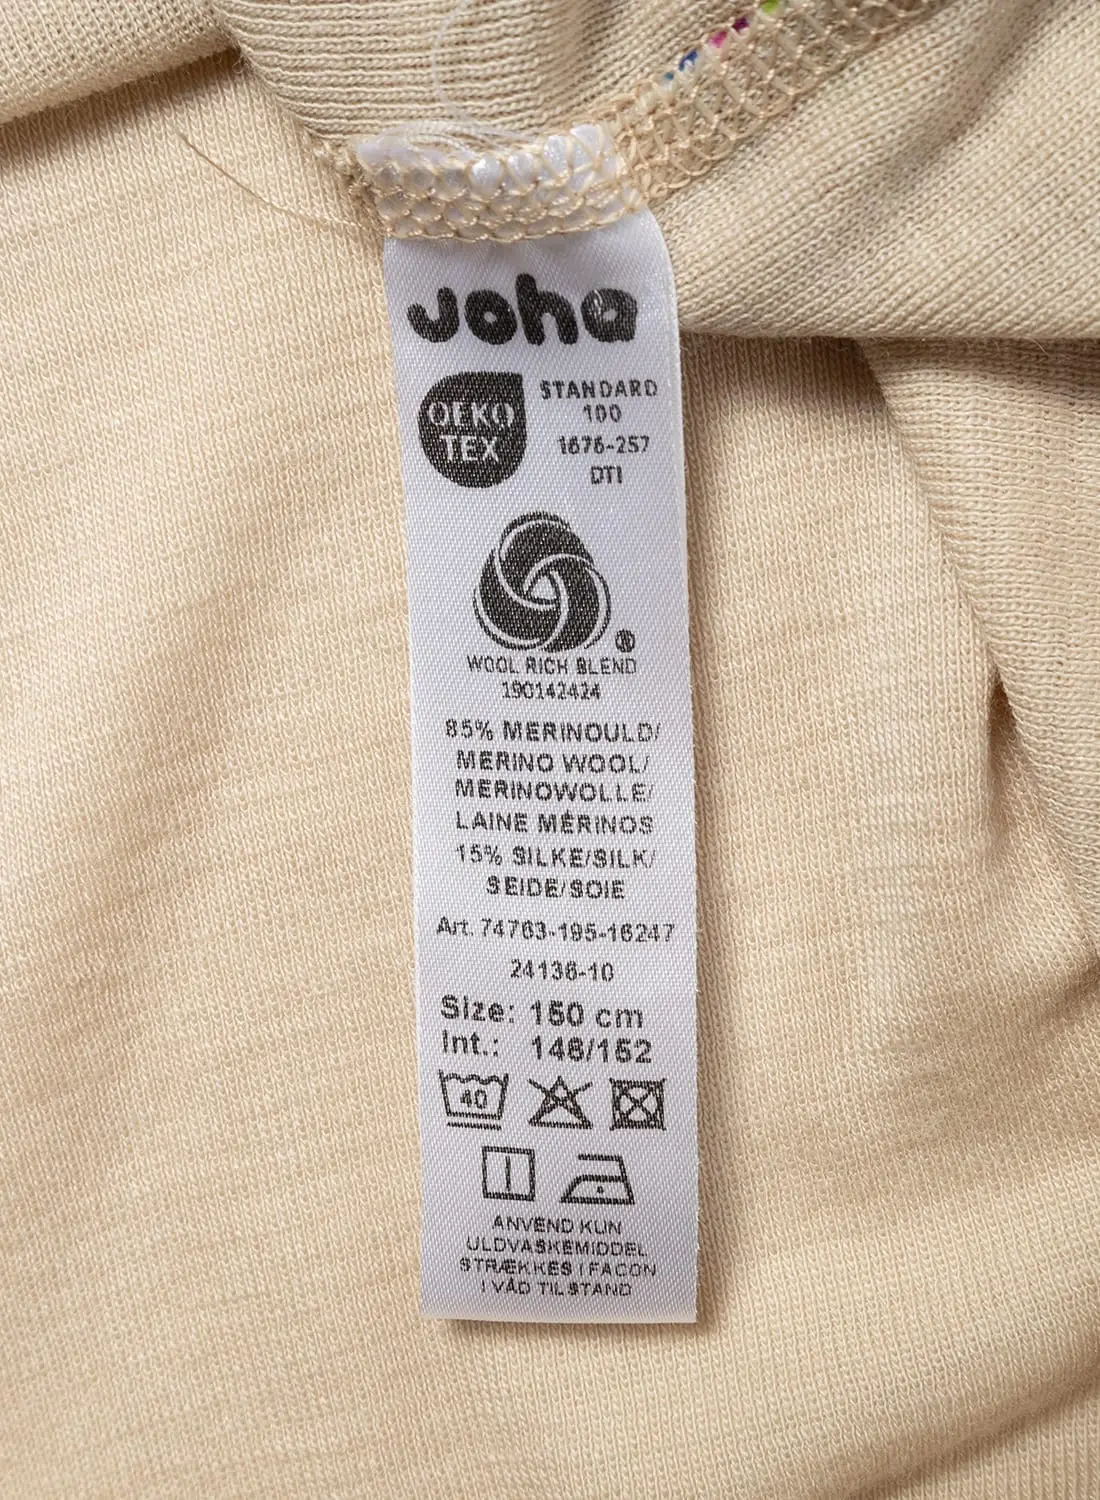 Joha
OEKO
TEX
STANDARD
100
1676-257
DTI
®
WOOL RICH BLEND
190142424
85% MERINOULD/
MERINO WOOL/
MERINOWOLLE/
LAINE MÉRINOS
15% SILKE/SILK/
SEIDE/SOIE
Art. 74763-195-16247
24136-10
Size: 150 cm
Int.: 146/152
40
ANVEND KUN
ULDVASKEMIDDEL
STRÆKKES I FACON
I VÅD TILSTAND